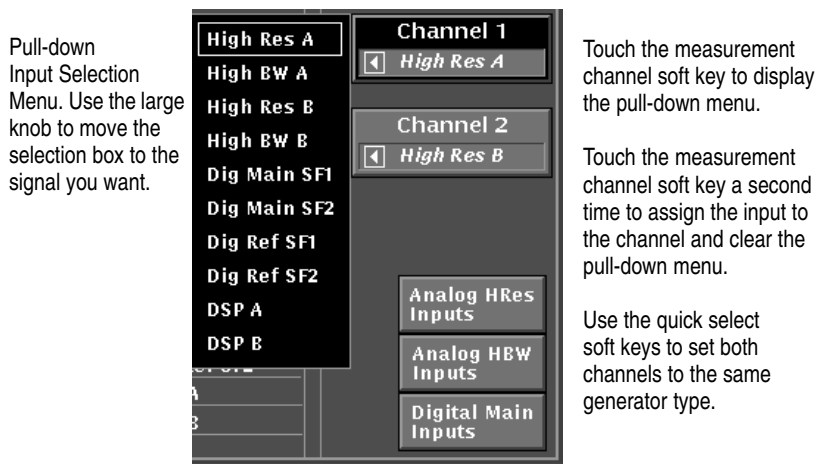 Pull-down
Input Selection
Menu. Use the large
knob to move the
selection box to the
signal you want.
High Res A
High BW A
High Res B
High BW B
Dig Main SF1
Dig Main SF2
Dig Ref SF1
Dig Ref SF2
DSP A
DSP B
Channel 1
High Res A
Channel 2
High Res B
Analog HRes
Inputs
Analog HBW
Inputs
Digital Main
Inputs
Touch the measurement
channel soft key to display
the pull-down menu.
Touch the measurement
channel soft key a second
time to assign the input to
the channel and clear the
pull-down menu.
Use the quick select
soft keys to set both
channels to the same
generator type.